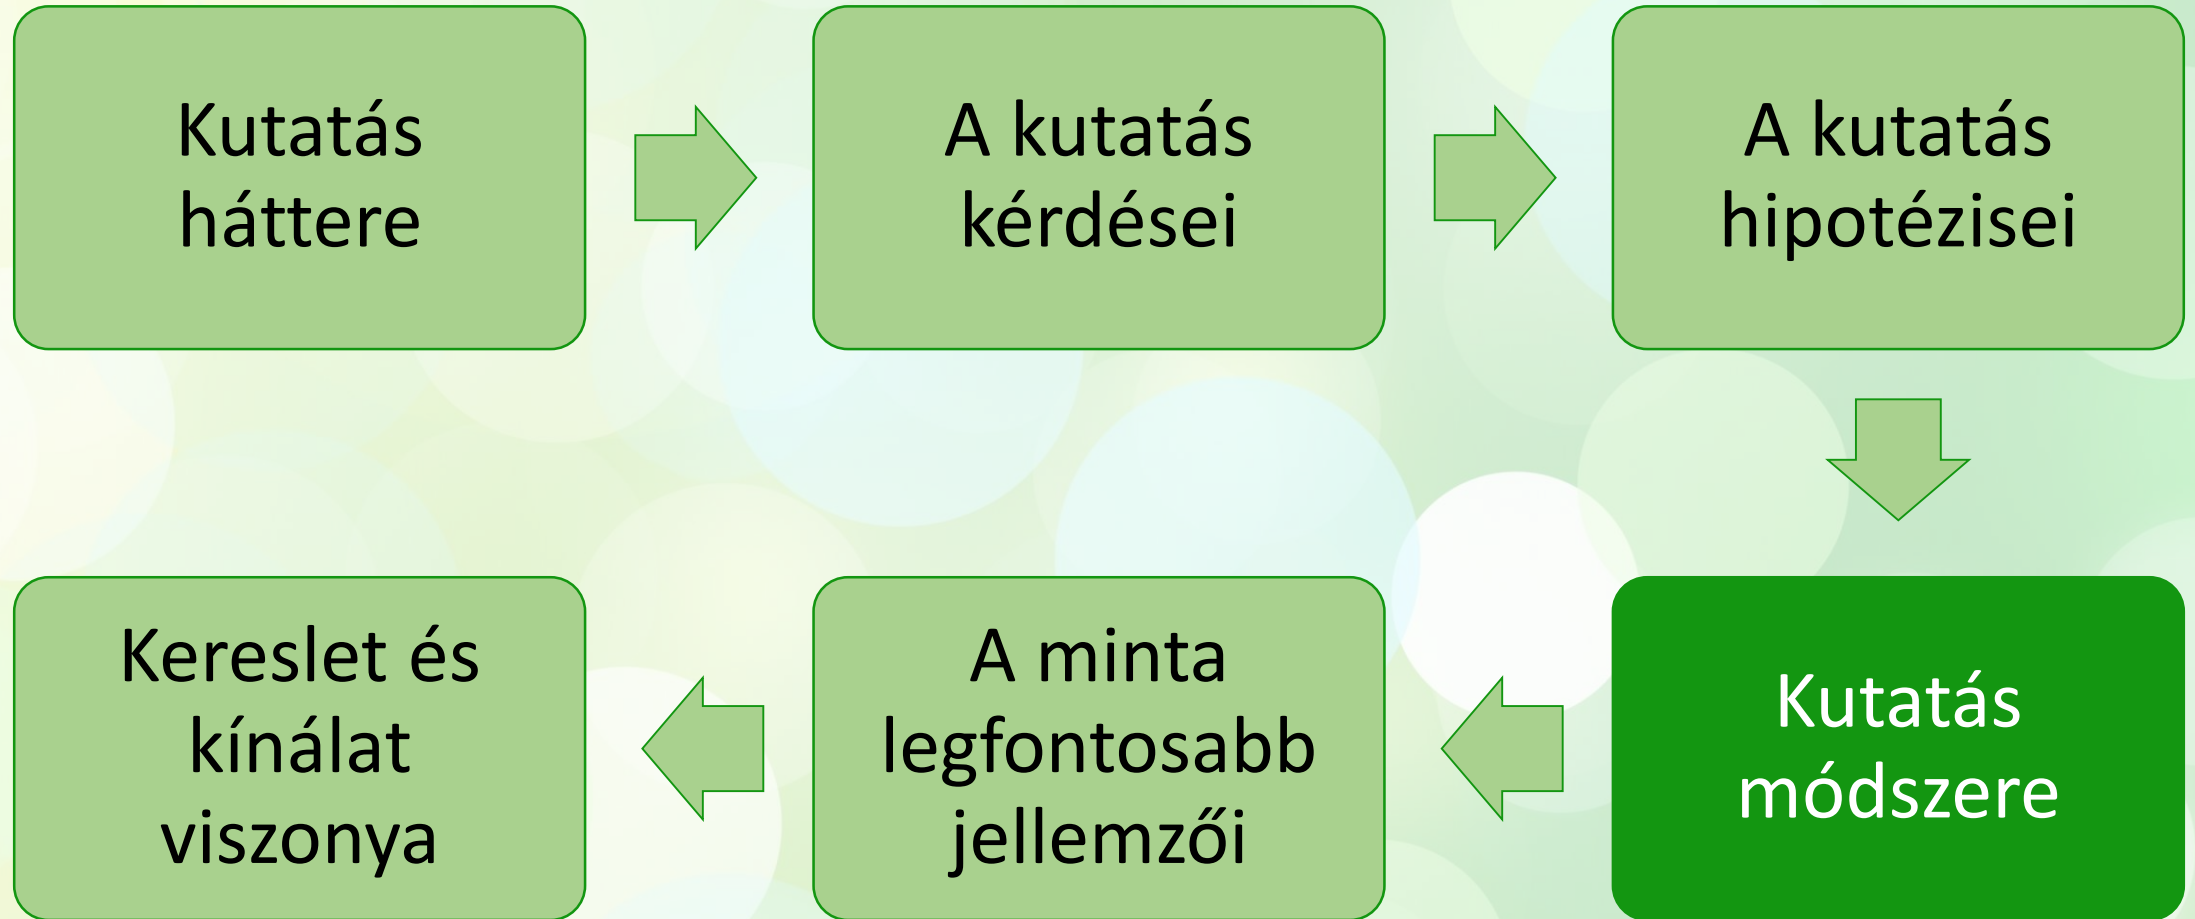 Kutatás
háttere
A kutatás
kérdései
A kutatás
hipotézisei
Kutatás
módszere
A minta
legfontosabb
jellemzői
Kereslet és
kínálat
viszonya